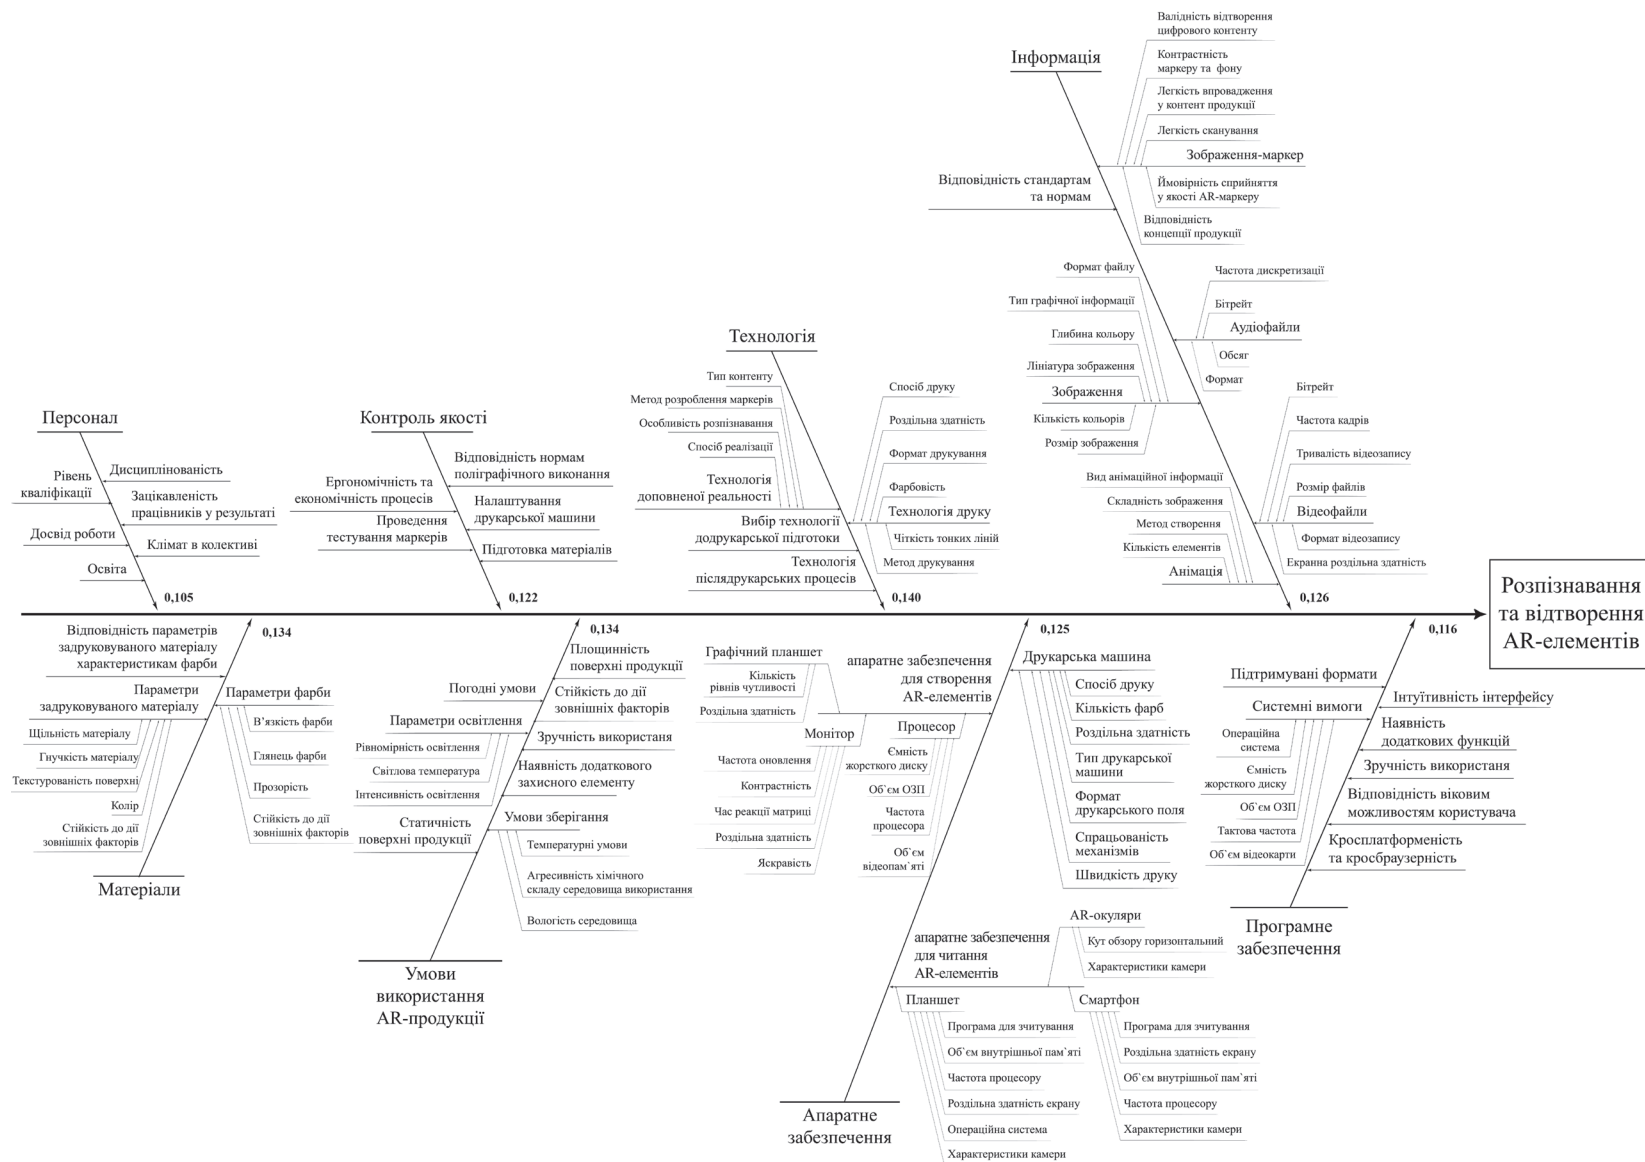 Інформація
Валідність відтворення
цифрового контенту
Контрастність
маркеру та фону
Легкість впровадження
у контент продукції
Легкість сканування
Зображення-маркер
Ймовірність сприйняття
у якості AR-маркеру
Відповідність
концепції продукції
Відповідність стандартам
та нормам
Частота дискретизації
Бітрейт
Аудіофайли
Обсяг
Формат
Формат файлу
Тип графічної інформації
Глибина кольору
Лініатура зображення
Зображення
Кількість кольорів
Розмір зображення
Бітрейт
Частота кадрів
Тривалість відеозапису
Розмір файлів
Відеофайли
Формат відеозапису
Екранна роздільна здатність
Вид анімаційної інформації
Складність зображення
Метод створення
Кількість елементів
Анімація
0,126
Технологія
Тип контенту
Метод розроблення маркерів
Особливість розпізнавання
Спосіб реалізації
Технологія
доповненої реальності
Спосіб друку
Роздільна здатність
Формат друкування
Фарбовість
Технологія друку
Чіткість тонких ліній
Метод друкування
Вибір технології
додрукарської підготоки
Технологія
післядрукарських процесів
0,140
Контроль якості
Відповідність нормам
поліграфічного виконання
Ергономічність та
економічність процесів
Налаштування
друкарської машини
Проведення
тестування маркерів
Підготовка матеріалів
0,122
Персонал
Дисциплінованість
Рівень
кваліфікації
Зацікавленість
працівників у результаті
Досвід роботи
Клімат в колективі
Освіта
0,105
Розпізнавання
та відтворення
AR-елементів
0,134
Відповідність параметрів
задруковуваного матеріалу
характеристикам фарби
Параметри
задруковуваного матеріалу
Щільність матеріалу
Гнучкість матеріалу
Текстурованість поверхні
Колір
Стійкість до дії
зовнішніх факторів
Параметри фарби
В’язкість фарби
Глянець фарби
Прозорість
Стійкість до дії
зовнішніх факторів
Матеріали
0,134
Площинність
поверхні продукції
Погодні умови
Стійкість до дії
зовнішніх факторів
Параметри освітлення
Рівномірність освітлення
Світлова температура
Інтенсивність освітлення
Зручність використаня
Наявність додаткового
захисного елементу
Статичність
поверхні продукції
Умови зберігання
Температурні умови
Агресивність хімічного
складу середовища використання
Вологість середовища
Умови
використання
AR-продукції
0,125
Графічний планшет
Кількість
рівнів чутливості
Роздільна здатність
апаратне забезпечення
для створення
AR-елементів
Монітор
Частота оновлення
Контрастність
Час реакції матриці
Роздільна здатність
Яскравість
Процесор
Ємність
жорсткого диску
Об`єм ОЗП
Частота
процесора
Об`єм
відеопам`яті
Друкарська машина
Спосіб друку
Кількість фарб
Роздільна здатність
Тип друкарської
машини
Формат
друкарського поля
Спрацьованість
механізмів
Швидкість друку
апаратне забезпечення
для читання
AR-елементів
AR-окуляри
Кут обзору горизонтальний
Характеристики камери
Планшет
Програма для зчитування
Об`єм внутрішньої пам`яті
Частота процесору
Роздільна здатність екрану
Операційна система
Характеристики камери
Смартфон
Програма для зчитування
Роздільна здатність екрану
Об`єм внутрішньої пам`яті
Частота процесору
Характеристики камери
Апаратне
забезпечення
0,116
Підтримувані формати
Інтуїтивність інтерфейсу
Системні вимоги
Операційна
система
Ємність
жорсткого диску
Об`єм ОЗП
Тактова частота
Об`єм відеокарти
Наявність
додаткових функцій
Зручність використаня
Відповідність віковим
можливостям користувача
Кросплатформеність
та кросбраузерність
Програмне
забезпечення